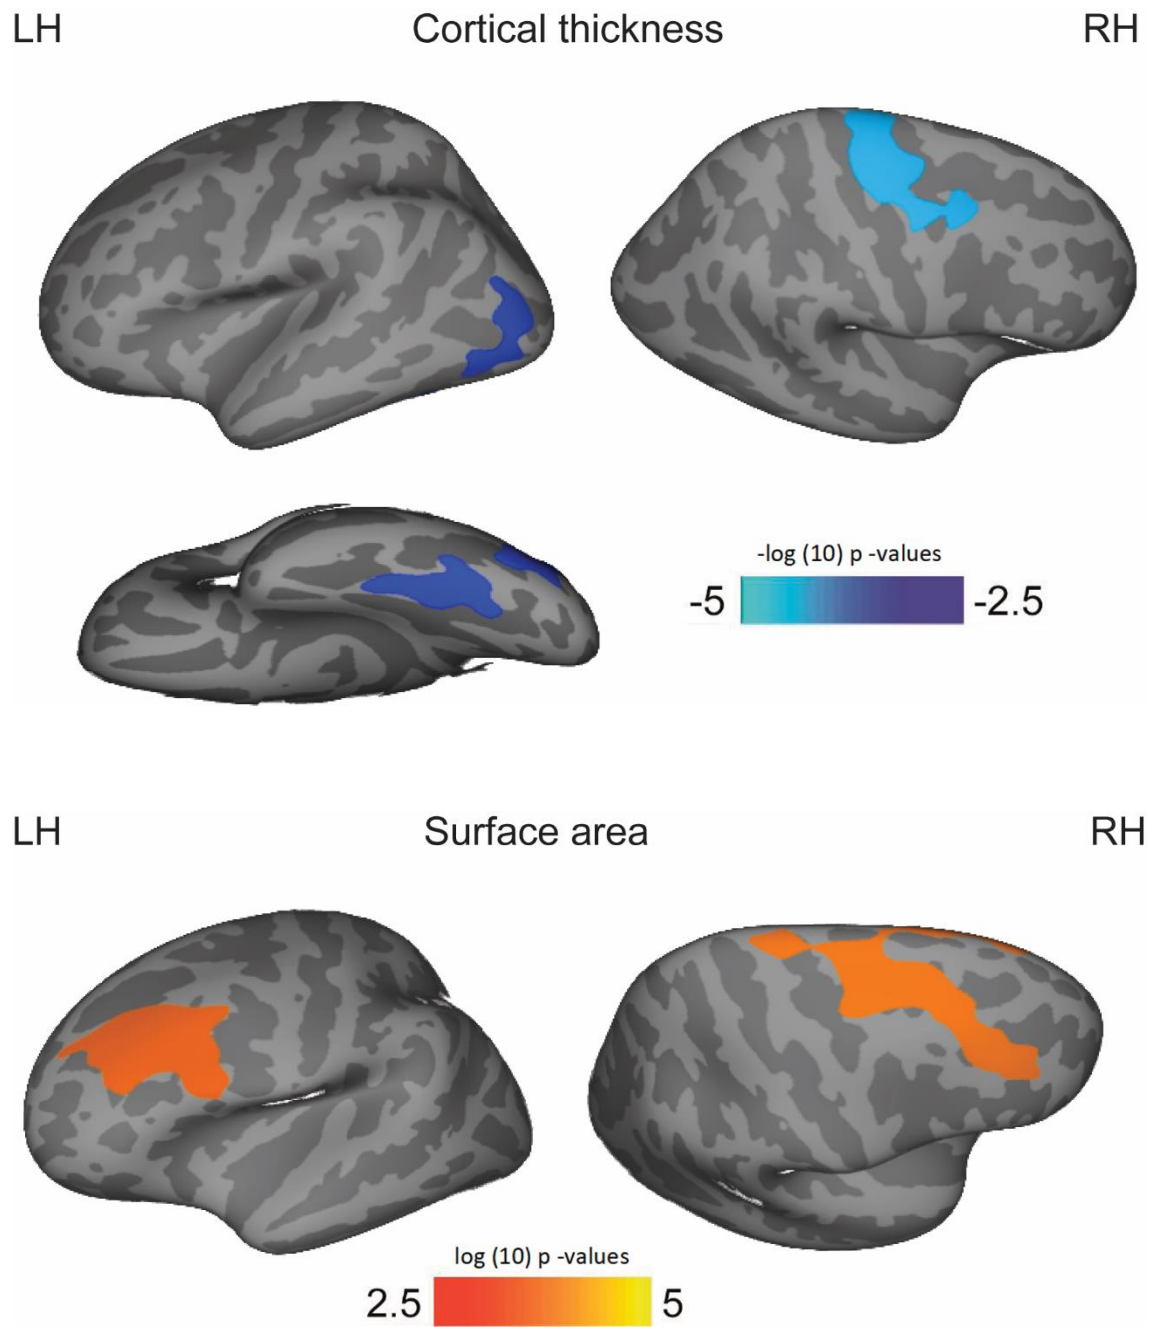 LH Cortical thickness RH
-log (10) p -values
-5 -2.5
LH Surface area RH
log (10) p -values
2.5 5